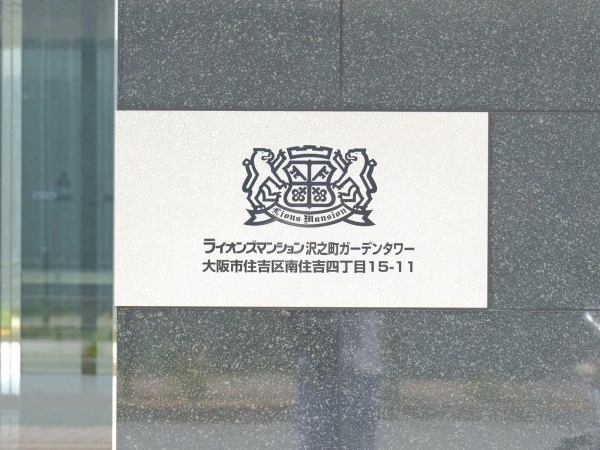 Lions Mansion
ライオンズマンション沢之町ガーデンタワー
大阪市住吉区南住吉四丁目15-11